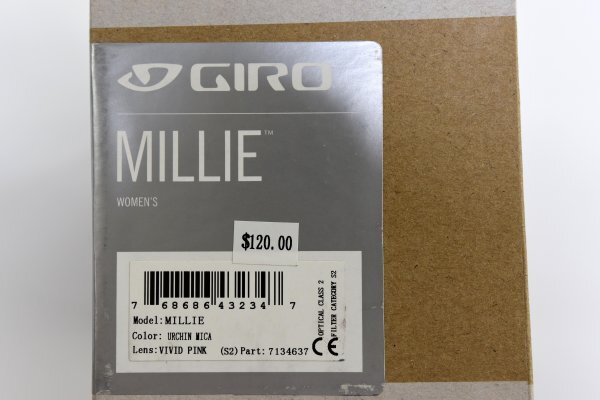 GIRO
MILLIE™
WOMEN'S
$120.00
7 68686 43234 7
Model:MILLIE
Color: URCHIN MICA
Lens:VIVID PINK (S2) Part: 7134637
CE
OPTICAL CLASS 2
FILTER CATEGORY S2